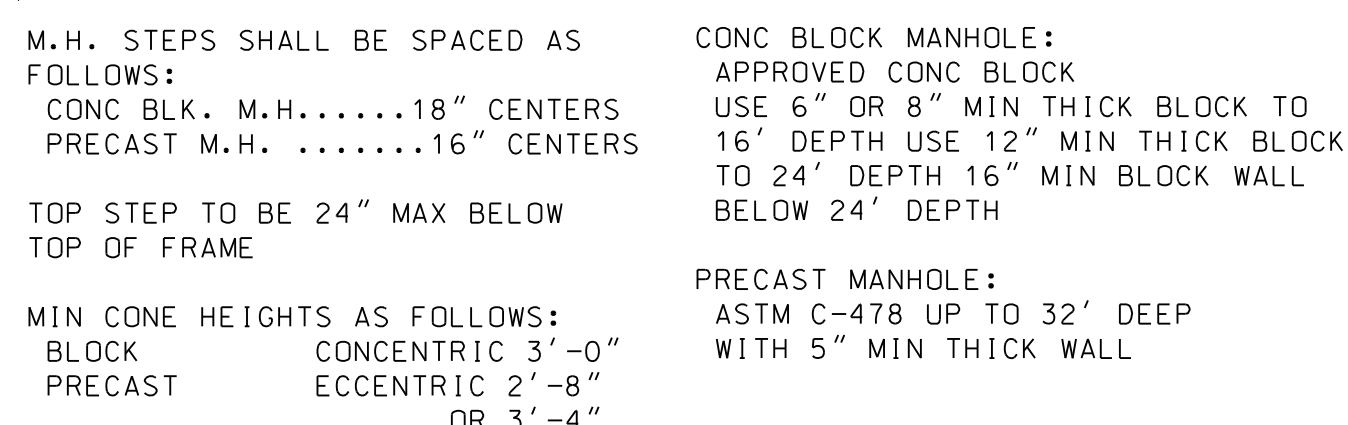 M.H. STEPS SHALL BE SPACED AS
FOLLOWS:
CONC BLK. M.H......18" CENTERS
PRECAST M.H. .......16" CENTERS
TOP STEP TO BE 24" MAX BELOW
TOP OF FRAME
MIN CONE HEIGHTS AS FOLLOWS:
BLOCK CONCENTRIC 3'-0"
PRECAST ECCENTRIC 2'-8"
OR 3'-4"
CONC BLOCK MANHOLE:
APPROVED CONC BLOCK
USE 6" OR 8" MIN THICK BLOCK TO
16' DEPTH USE 12" MIN THICK BLOCK
TO 24' DEPTH 16" MIN BLOCK WALL
BELOW 24' DEPTH
PRECAST MANHOLE:
ASTM C-478 UP TO 32' DEEP
WITH 5" MIN THICK WALL